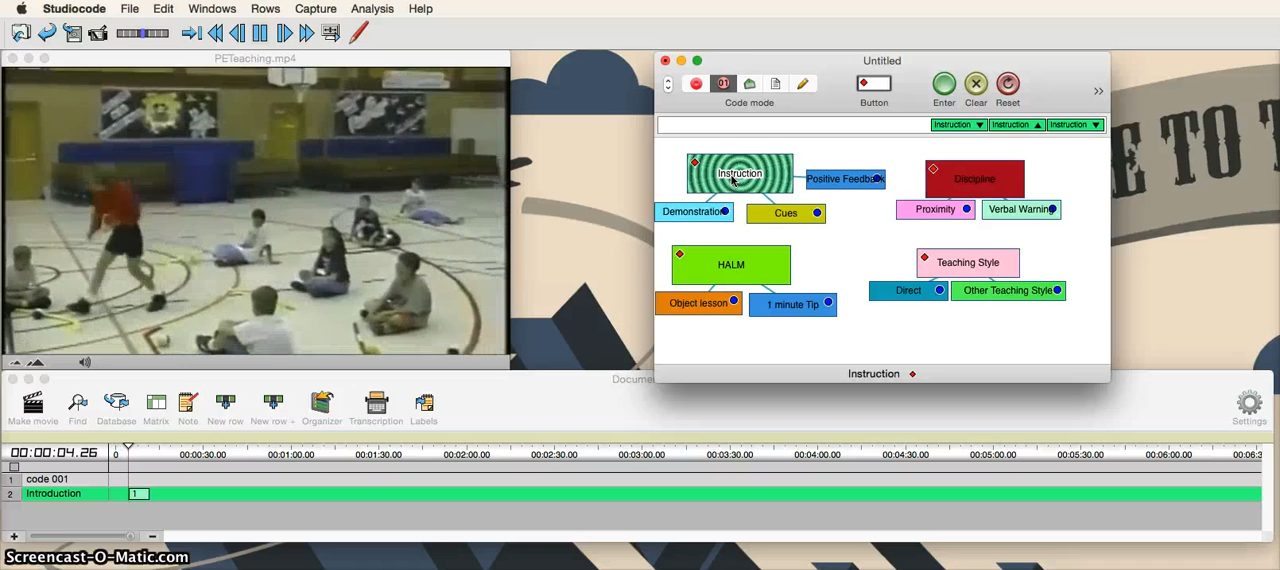 Studiocode File Edit Windows Rows Capture Analysis Help
PETeaching.mp4
Untitled
Code mode Button Enter Clear Reset
Instruction Instruction Instruction
Instruction Positive Feedback Discipline
Demonstration Cues Proximity Verbal Warning
HALM Teaching Style
Object lesson 1 minute Tip Direct Other Teaching Style
Instruction
E TO T
Docume
Make movie Find Database Matrix Note New row New row Organizer Transcription Labels Settings
00:00:04.26 0 00:00:30.00 00:01:00.00 00:01:30.00 00:02:00.00 00:02:30.00 00:03:00.00 00:03:30.00 00:04:00.00 00:04:30.00 00:05:00.00 00:05:30.00 00:06:00.00 00:06:3
1 code 001
2 Introduction 1
Screencast-O-Matic.com